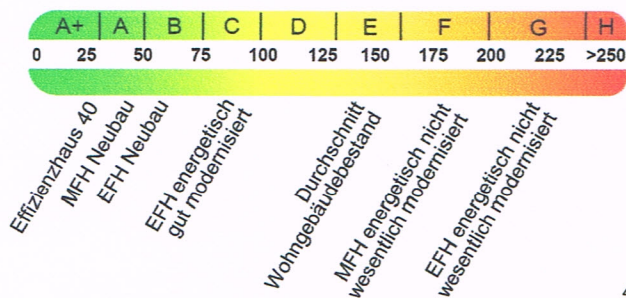 A+ A B C D E F G H
0 25 50 75 100 125 150 175 200 225 >250
Effizienzhaus 40
MFH Neubau
EFH Neubau
EFH energetisch
gut modernisiert
Durchschnitt
Wohngebäudebestand
MFH energetisch nicht
wesentlich modernisiert
EFH energetisch nicht
wesentlich modernisiert